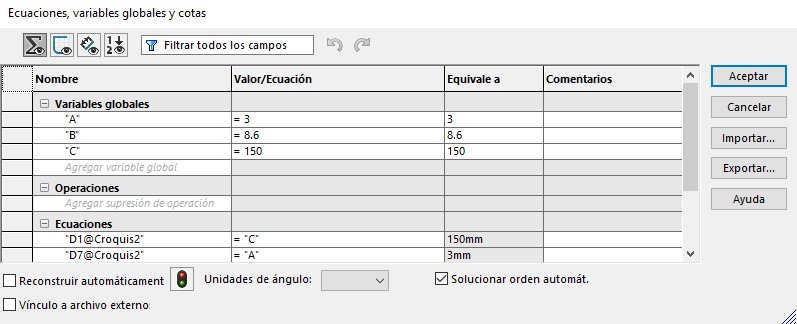 Ecuaciones, variables globales y cotas
Filtrar todos los campos
Nombre Valor/Ecuación Equivale a Comentarios
Variables globales
"A" = 3 3
"B" = 8.6 8.6
"C" = 150 150
Agregar variable global
Operaciones
Agregar supresión de operación
Ecuaciones
"D1@Croquis2" = "C" 150mm
"D7@Croquis2" = "A" 3mm
Aceptar
Cancelar
Importar...
Exportar...
Ayuda
Reconstruir automáticament Unidades de ángulo: Solucionar orden automát.
Vínculo a archivo externo: